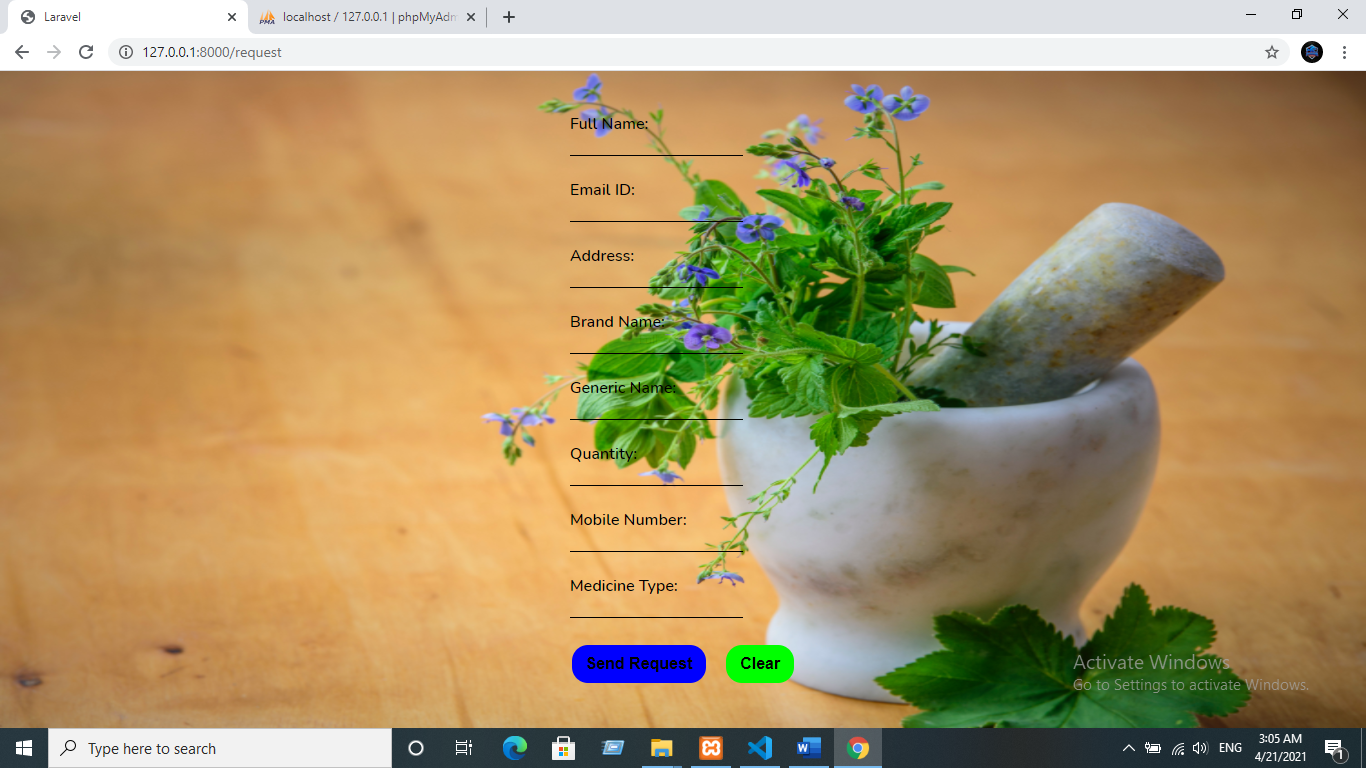 Laravel
localhost / 127.0.0.1 | phpMyAdm
127.0.0.1:8000/request
Full Name:
Email ID:
Address:
Brand Name:
Generic Name:
Quantity:
Mobile Number:
Medicine Type:
Send Request Clear
Activate Windows
Go to Settings to activate Windows.
Type here to search
ENG
3:05 AM
4/21/2021
1